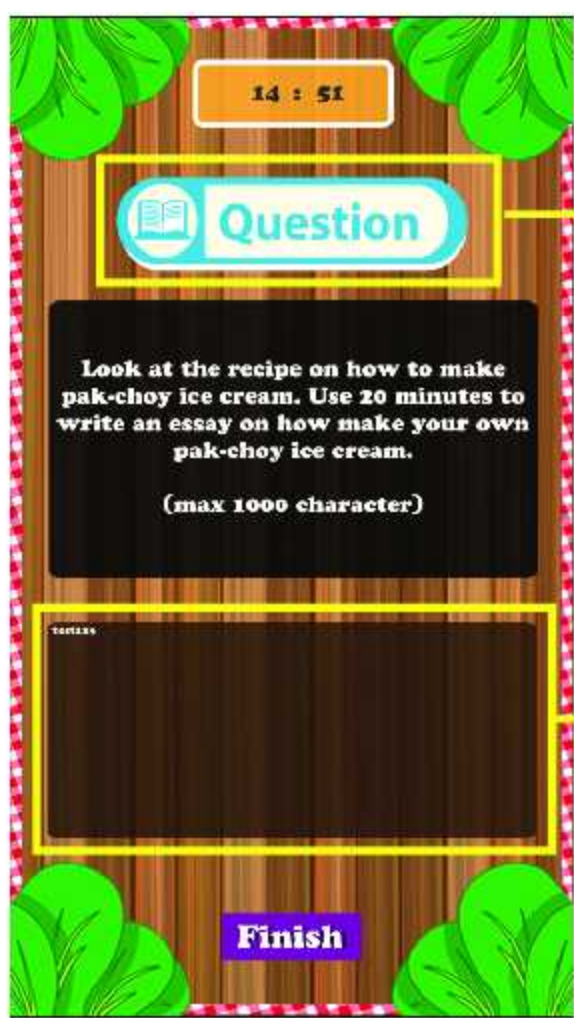 14 : 51
Question
Look at the recipe on how to make
pak-choy ice cream. Use 20 minutes to
write an essay on how make your own
pak-choy ice cream.
(max 1000 character)
Finish